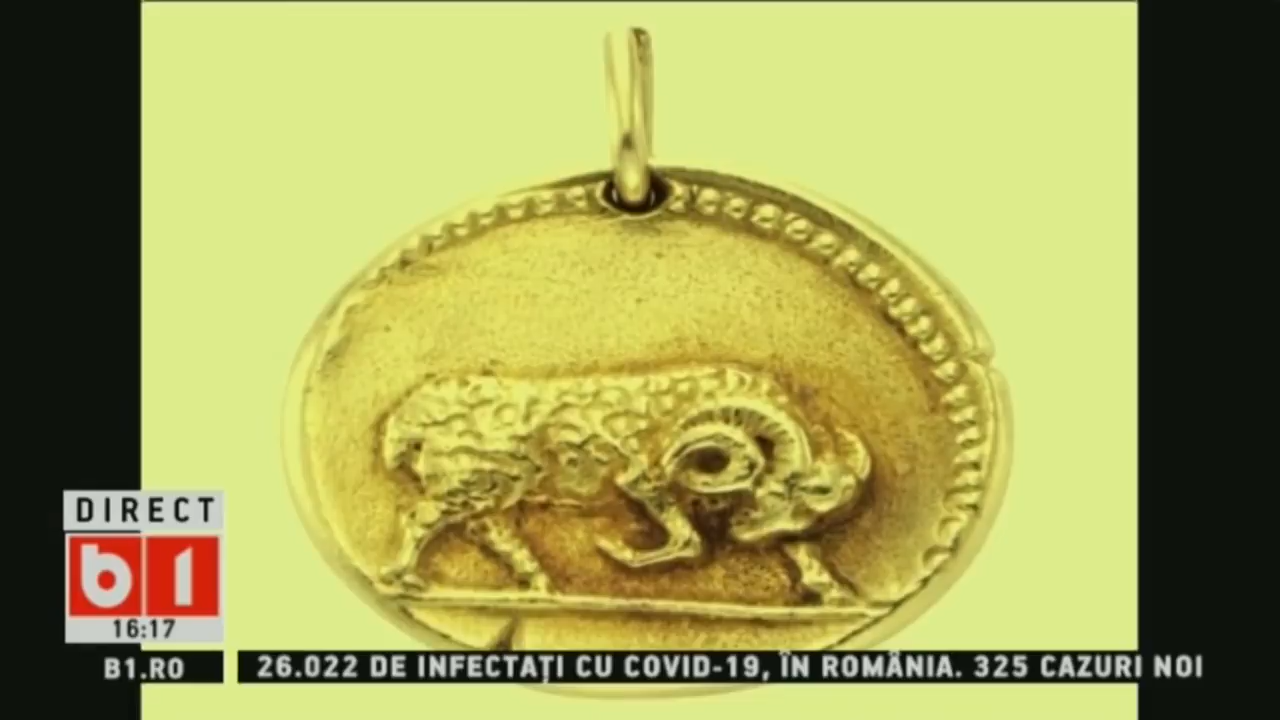 DIRECT
b1
16:17
B1.RO
26.022 DE INFECTAȚI CU COVID-19, ÎN ROMÂNIA. 325 CAZURI NOI